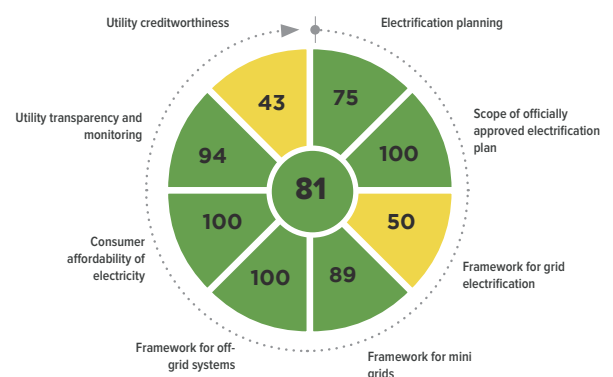 Utility creditworthiness
Electrification planning
43
75
Utility transparency and
monitoring
Scope of officially
approved electrification
plan
94
100
81
100
50
Consumer
affordability of
electricity
Framework for grid
electrification
100
89
Framework for off-
grid systems
Framework for mini
grids